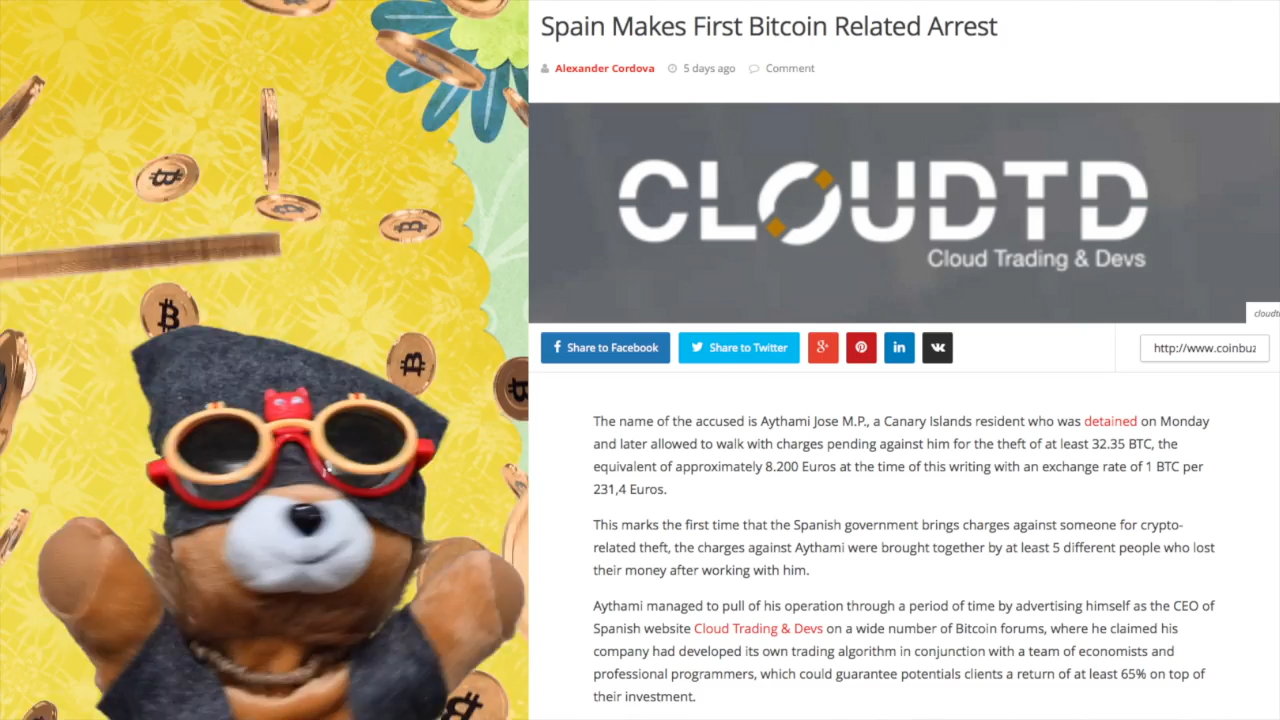 Spain Makes First Bitcoin Related Arrest
Alexander Cordova 5 days ago Comment
CLOUDTD
Cloud Trading & Devs
Share to Facebook Share to Twitter
http://www.coinbuz
The name of the accused is Aythami Jose M.P., a Canary Islands resident who was detained on Monday
and later allowed to walk with charges pending against him for the theft of at least 32.35 BTC, the
equivalent of approximately 8.200 Euros at the time of this writing with an exchange rate of 1 BTC per
231,4 Euros.
This marks the first time that the Spanish government brings charges against someone for crypto-
related theft, the charges against Aythami were brought together by at least 5 different people who lost
their money after working with him.
Aythami managed to pull of his operation through a period of time by advertising himself as the CEO of
Spanish website Cloud Trading & Devs on a wide number of Bitcoin forums, where he claimed his
company had developed its own trading algorithm in conjunction with a team of economists and
professional programmers, which could guarantee potentials clients a return of at least 65% on top of
their investment.